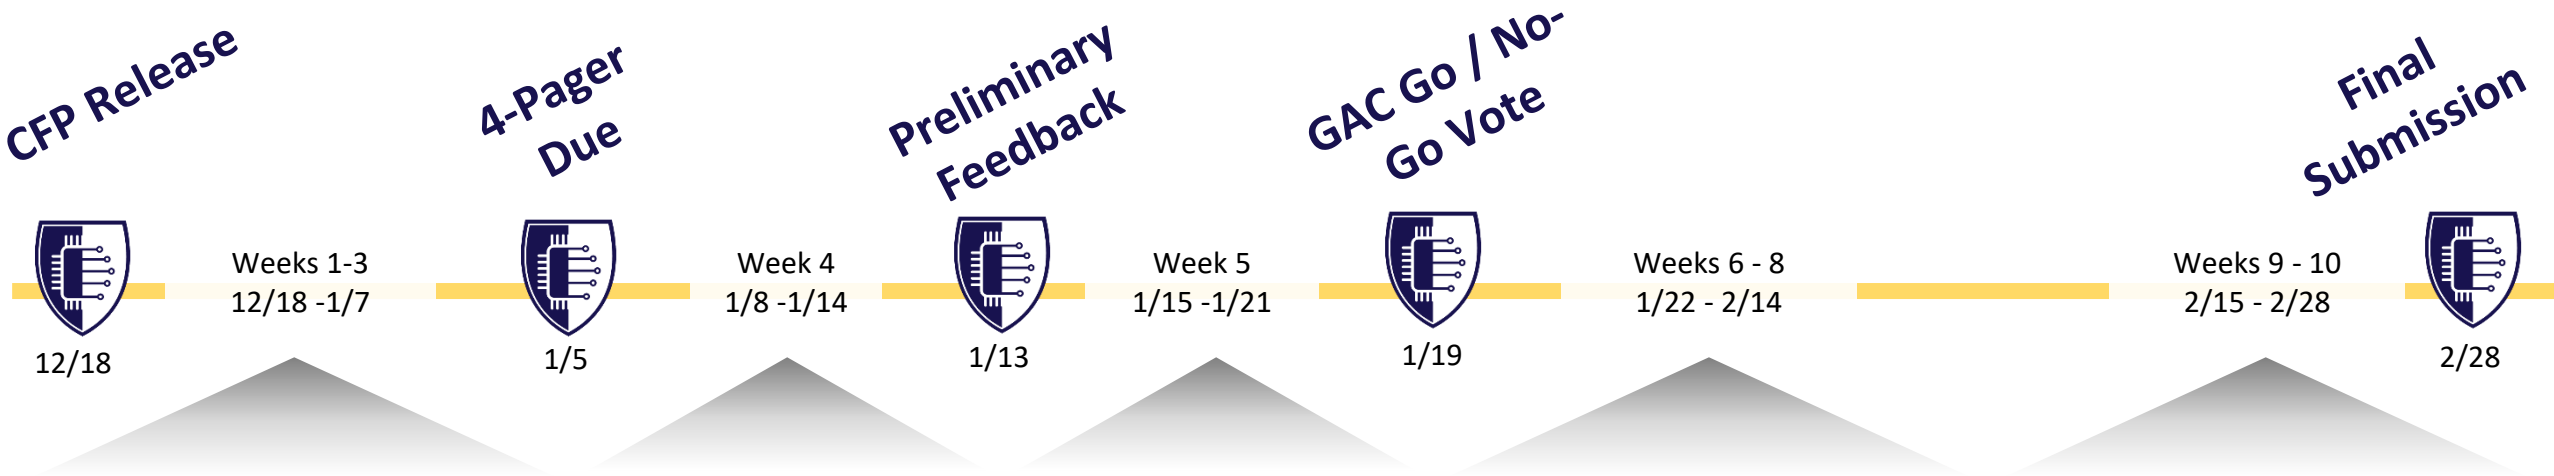 CFP Release
4-Pager
Due
Preliminary
Feedback
GAC Go / No-
Go Vote
Final
Submission
Weeks 1-3
12/18 -1/7
Week 4
1/8 -1/14
Week 5
1/15 -1/21
Weeks 6 - 8
1/22 - 2/14
Weeks 9 - 10
2/15 - 2/28
12/18
1/5
1/13
1/19
2/28